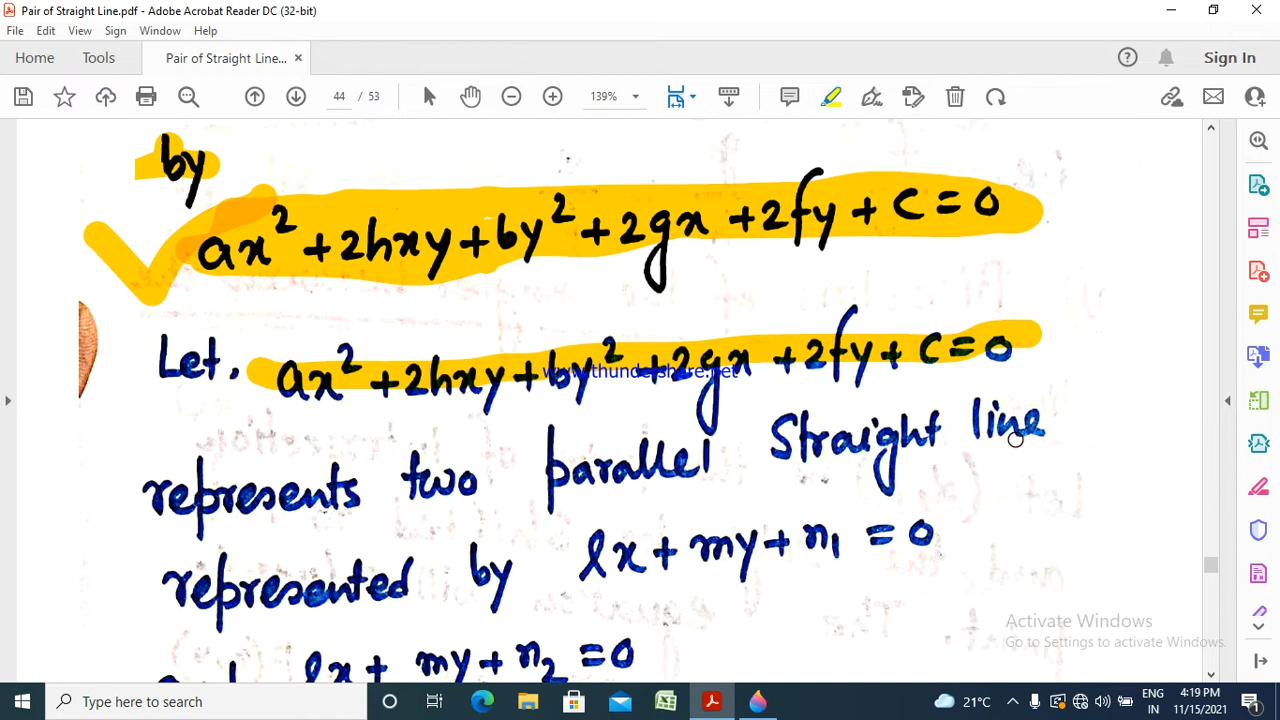 Pair of Straight Line.pdf - Adobe Acrobat Reader DC (32-bit)
File Edit View Sign Window Help
Home Tools Pair of Straight Line... × Sign In
44 / 53 139%
by
ax² + 2hxy + by² + 2gx + 2fy + c = 0
Let, ax² + 2hxy + by² + 2gx + 2fy + c = 0
www.thundershare.net
represents two parallel Straight line
represented by lx + my + n₁ = 0
lx + my + n₂ = 0
Activate Windows
Go to Settings to activate Windows.
Type here to search
21°C ENG 4:19 PM
IN 11/15/2021
1